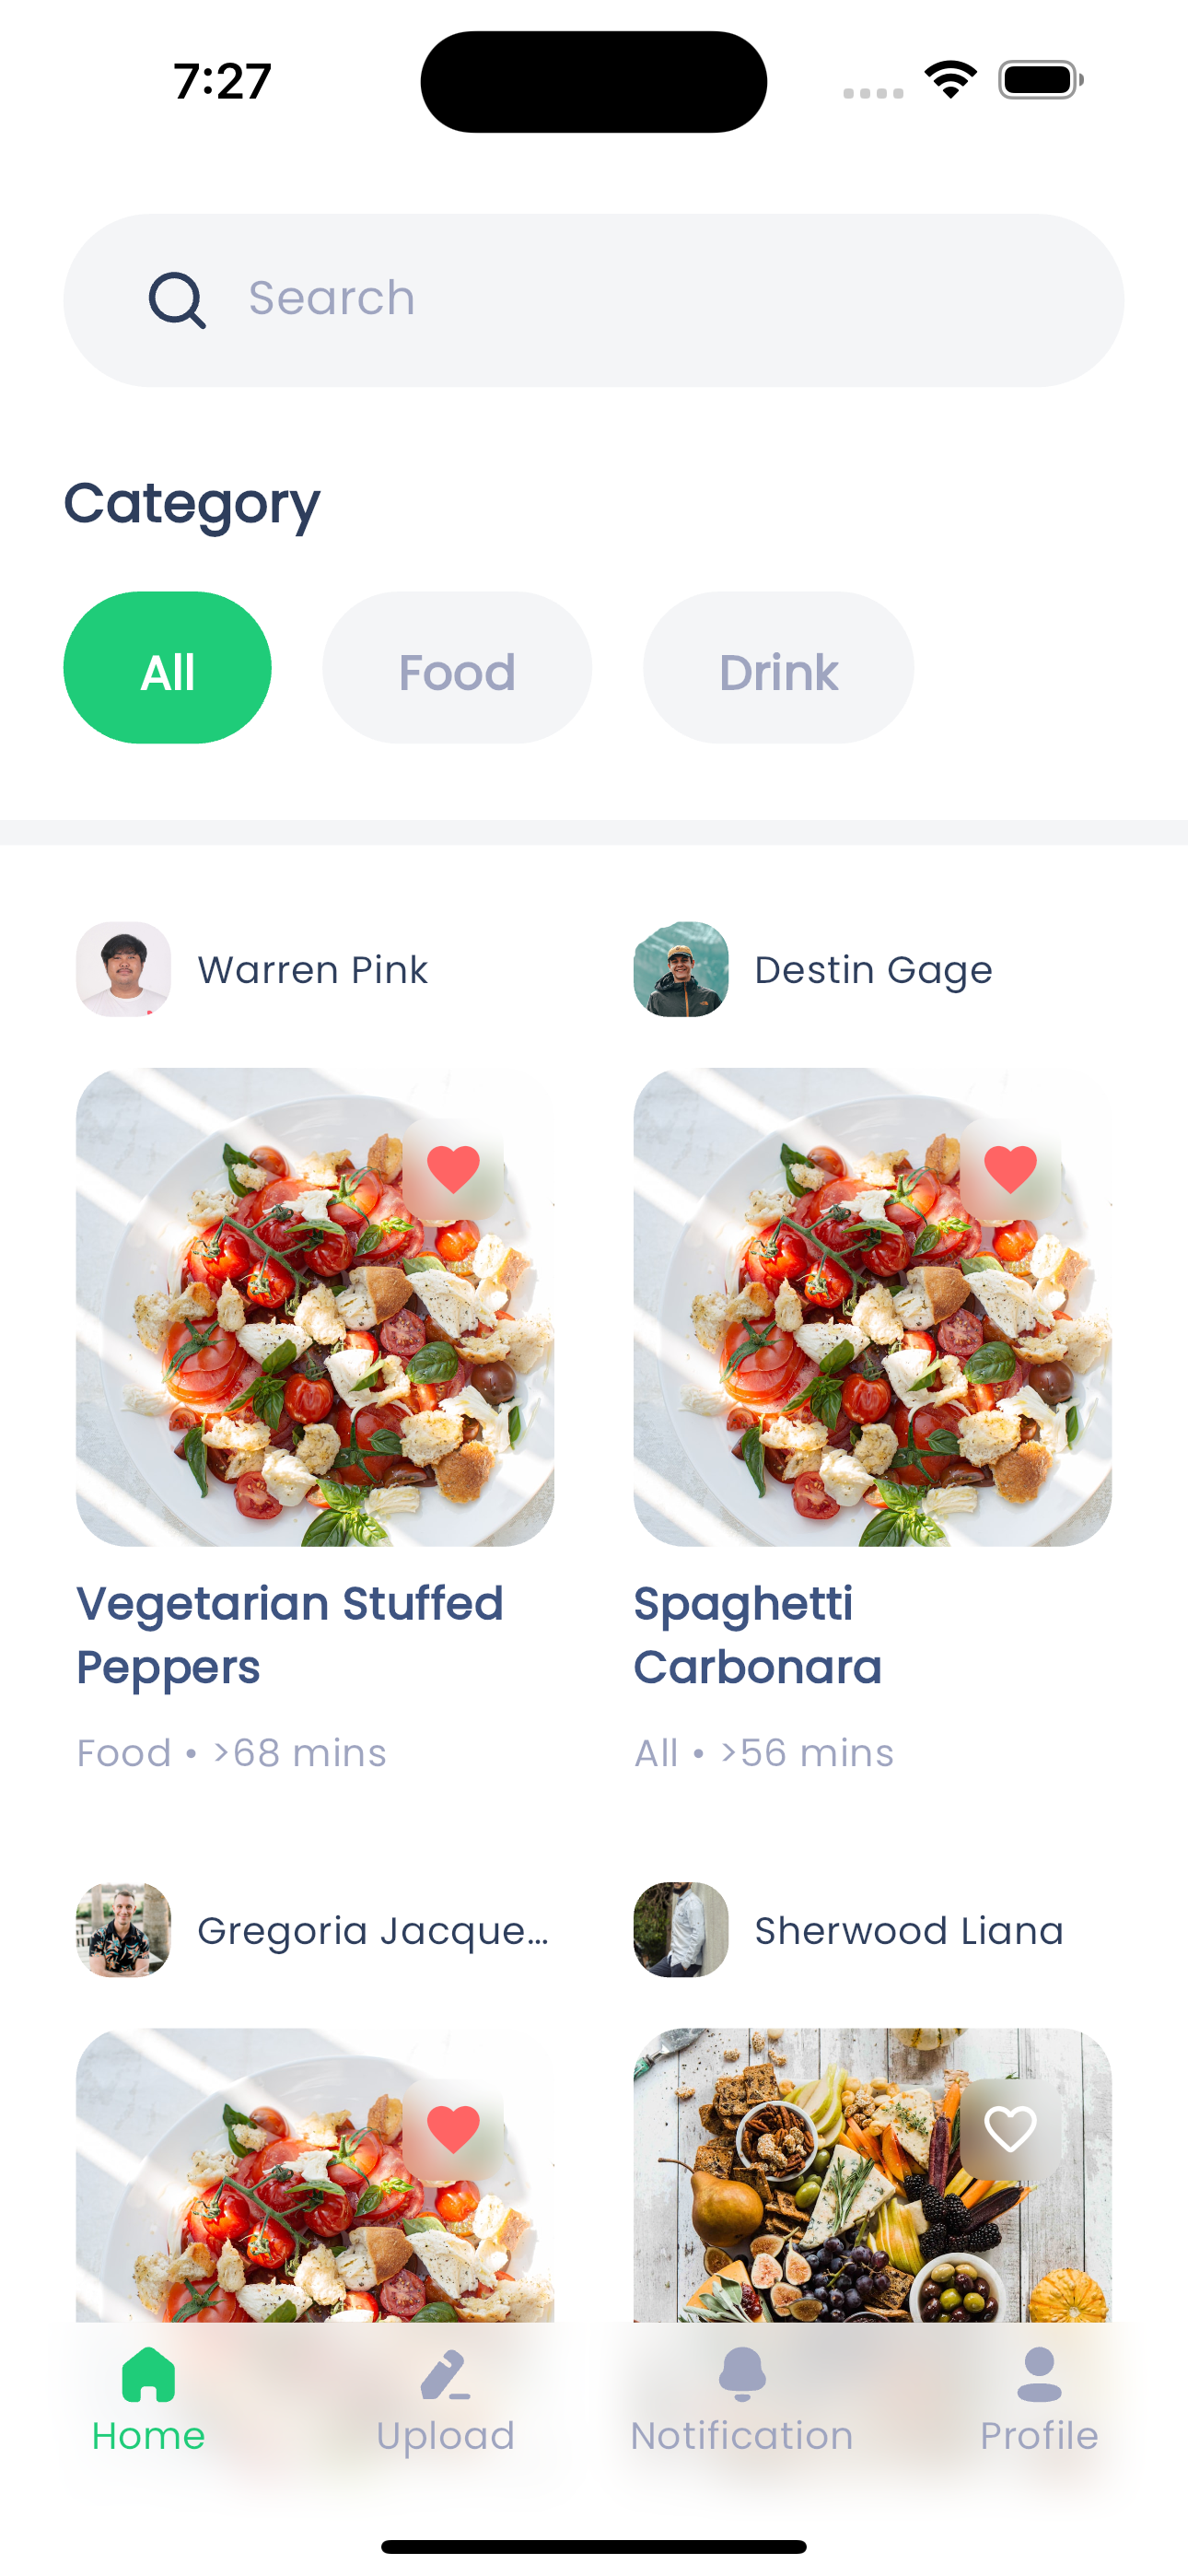 7:27
Search
Category
All
Food
Drink
Warren Pink
Destin Gage
Vegetarian Stuffed
Peppers
Food • >68 mins
Spaghetti
Carbonara
All • >56 mins
Gregoria Jacque...
Sherwood Liana
Home
Upload
Notification
Profile